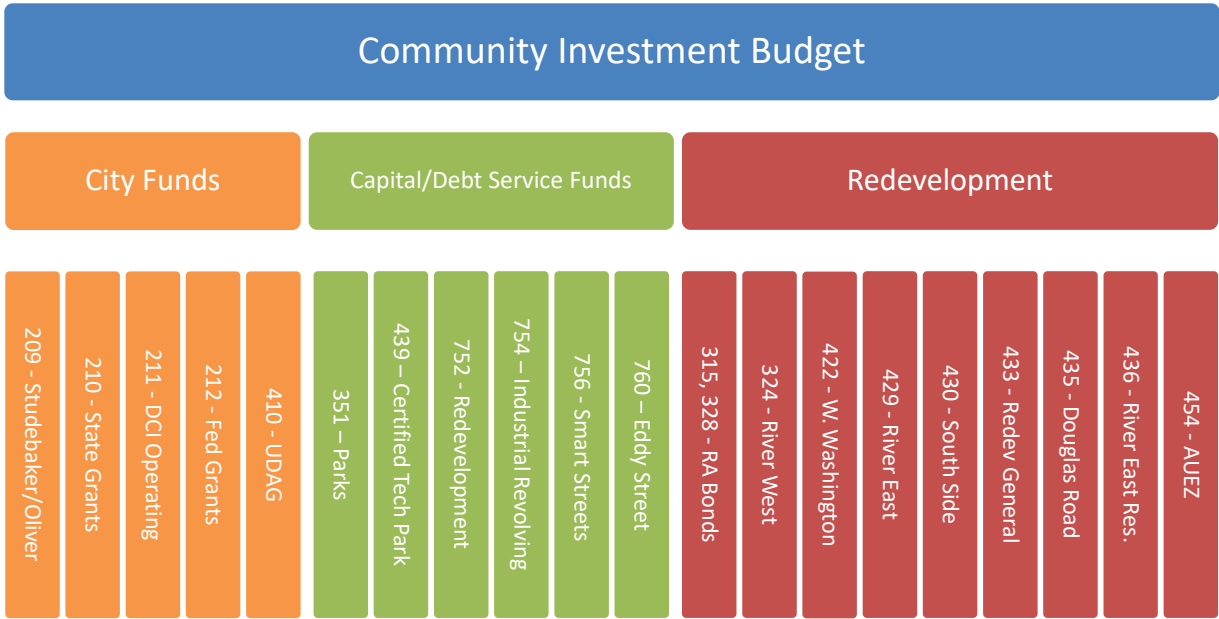 Community Investment Budget
City Funds
Capital/Debt Service Funds
Redevelopment
209 - Studebaker/Oliver
210 - State Grants
211 - DCI Operating
212 - Fed Grants
410 - UDAG
351 – Parks
439 – Certified Tech Park
752 - Redevelopment
754 – Industrial Revolving
756 - Smart Streets
760 – Eddy Street
315, 328 - RA Bonds
324 - River West
422 - W. Washington
429 - River East
430 - South Side
433 - Redev General
435 - Douglas Road
436 - River East Res.
454 - AUEZ